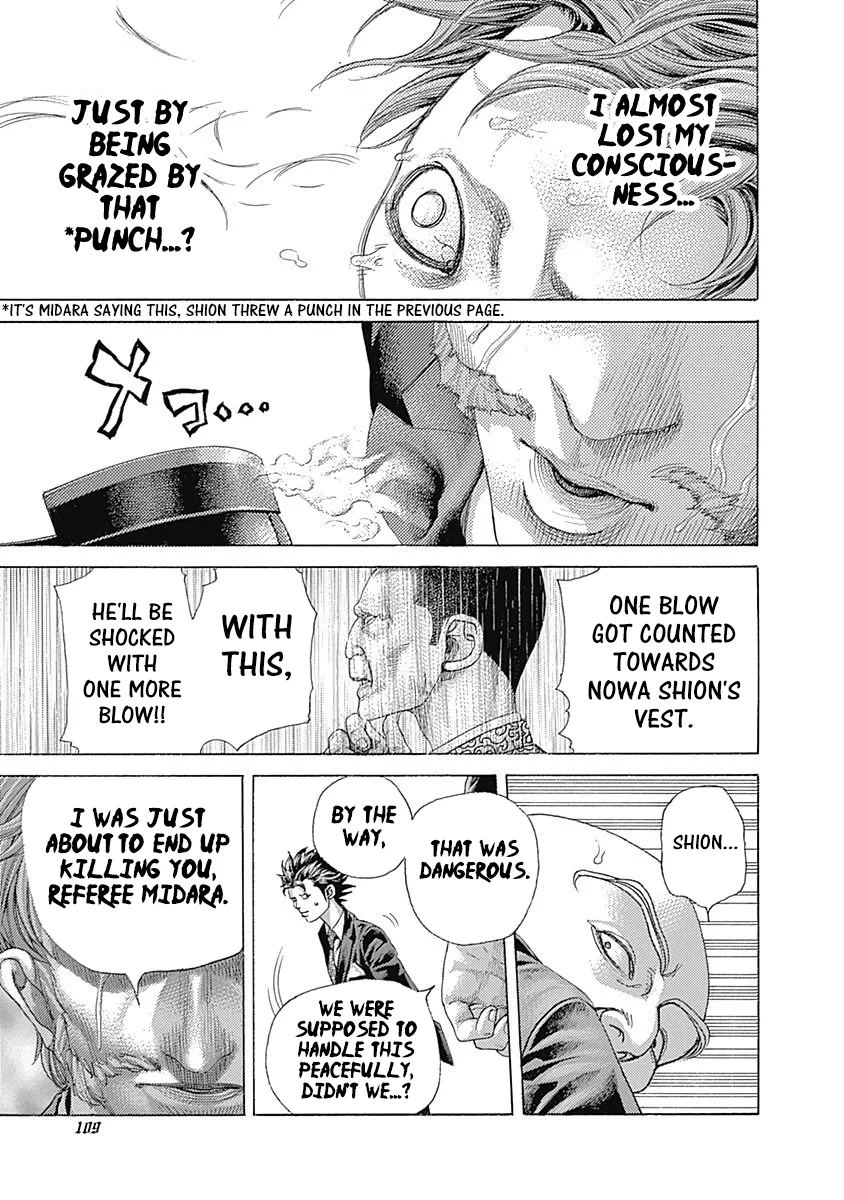 I ALMOST
LOST MY
CONSCIOUS-
NESS...
JUST BY
BEING
GRAZED BY
THAT
*PUNCH...?
*IT'S MIDARA SAYING THIS, SHION THREW A PUNCH IN THE PREVIOUS PAGE.
メコ...
ONE BLOW
GOT COUNTED
TOWARDS
NOWA SHION'S
VEST.
WITH
THIS,
HE'LL BE
SHOCKED
WITH
ONE MORE
BLOW!!
SHION...
THAT WAS
DANGEROUS.
BY THE
WAY,
WE WERE
SUPPOSED TO
HANDLE THIS
PEACEFULLY,
DIDN'T WE...?
I WAS JUST
ABOUT TO END UP
KILLING YOU,
REFEREE MIDARA.
109